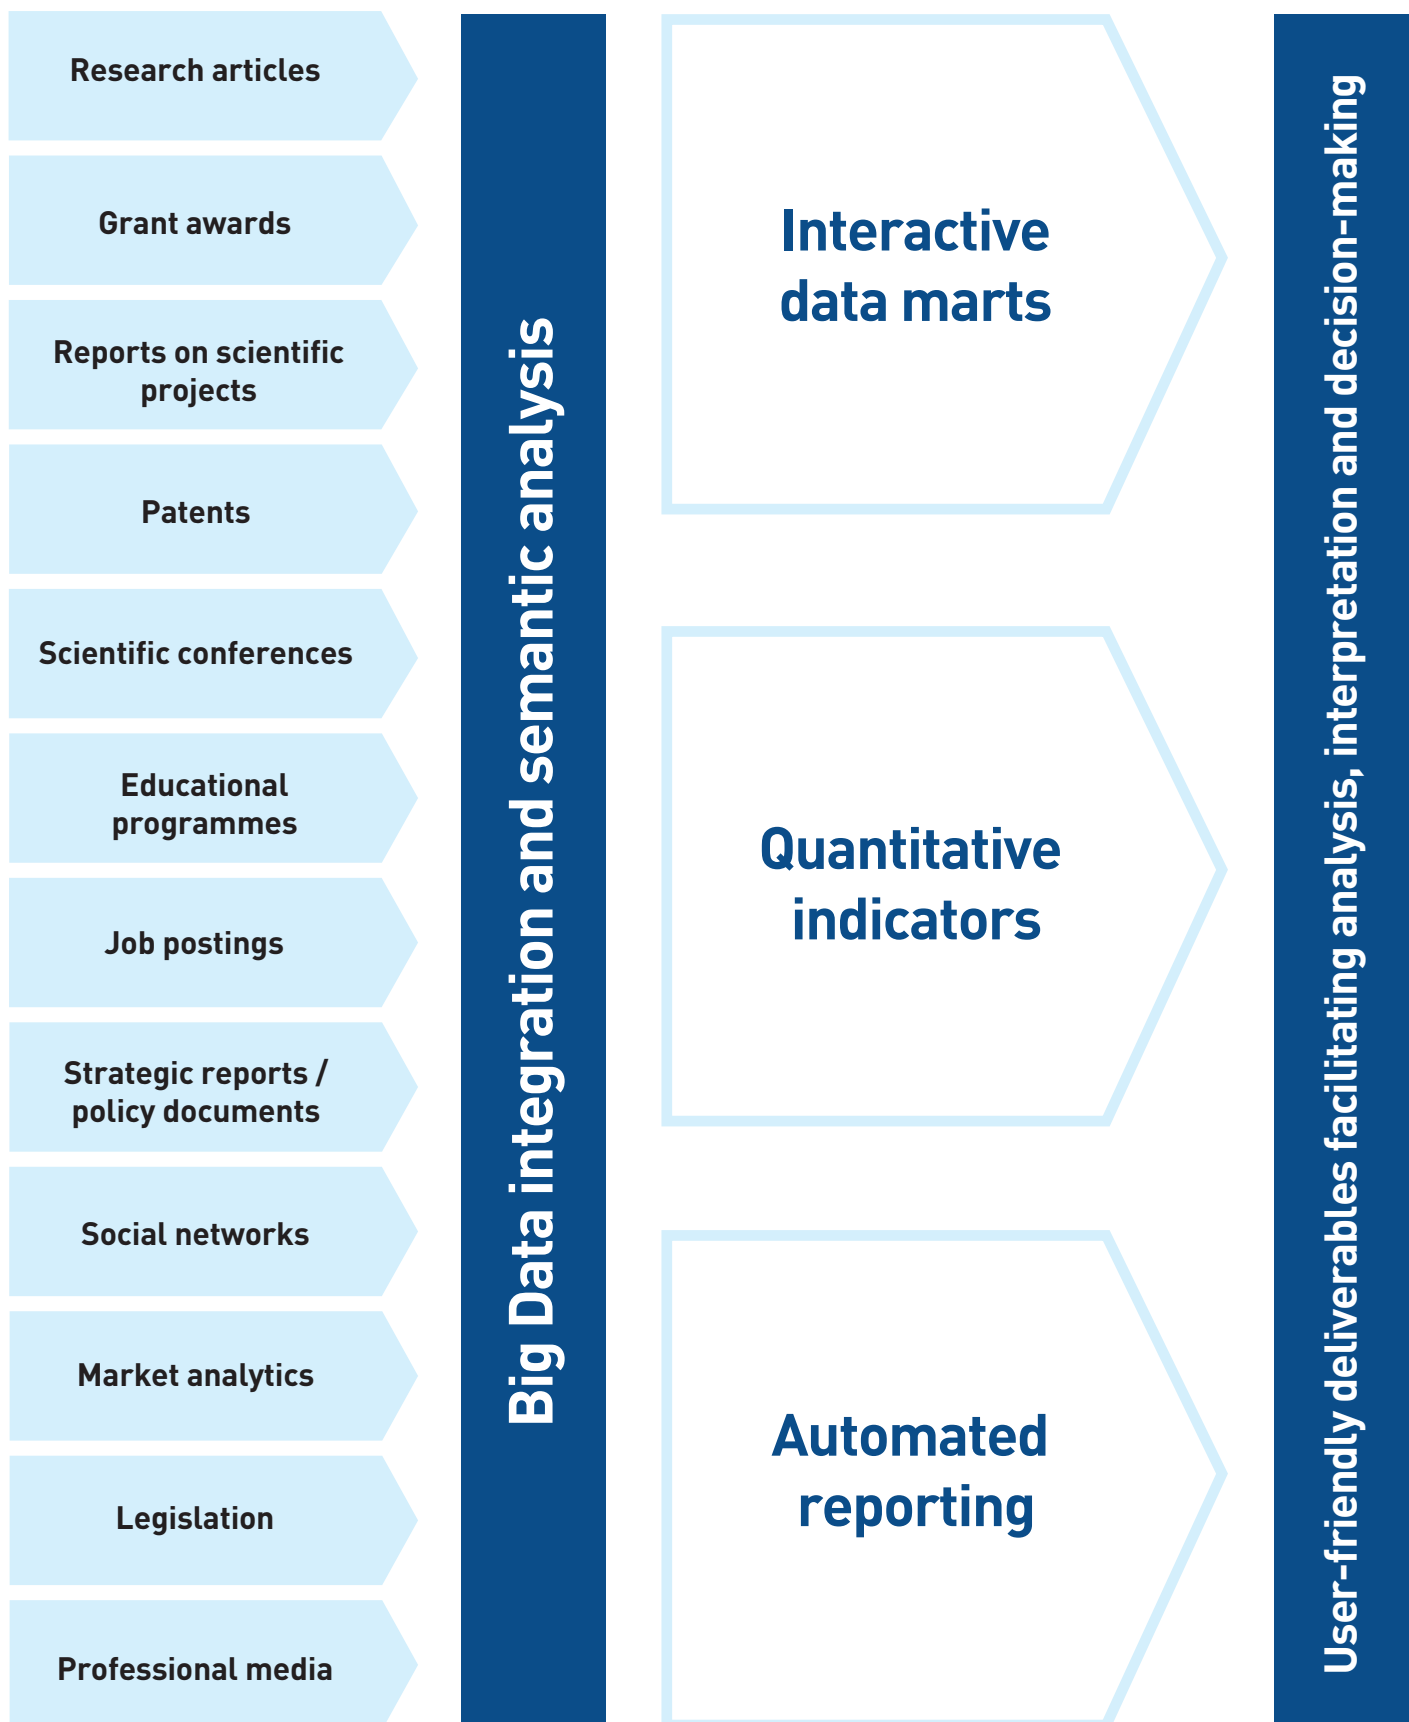 Research articles
Grant awards
Reports on scientific
projects
Patents
Scientific conferences
Educational
programmes
Job postings
Strategic reports /
policy documents
Social networks
Market analytics
Legislation
Professional media
Big Data integration and semantic analysis
Interactive
data marts
Quantitative
indicators
Automated
reporting
User-friendly deliverables facilitating analysis, interpretation and decision-making